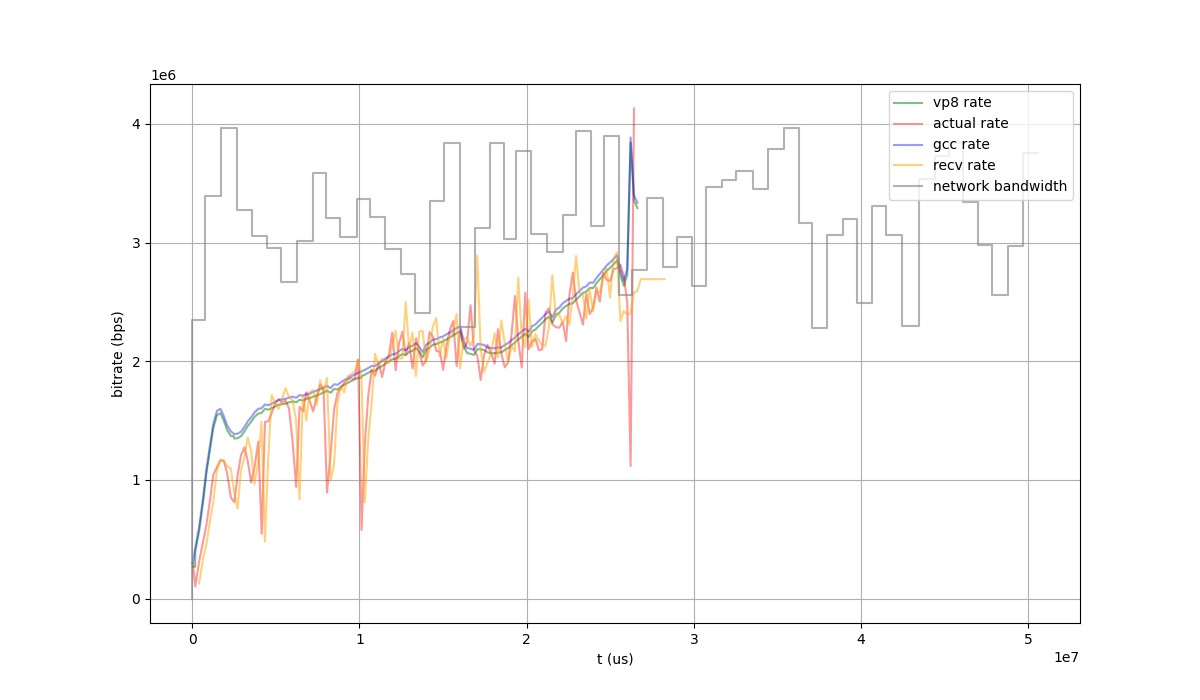 1e6
4
3
2
1
0
bitrate (bps)
vp8 rate
actual rate
gcc rate
recv rate
network bandwidth
0
1
2
3
4
5
t (us)
1e7